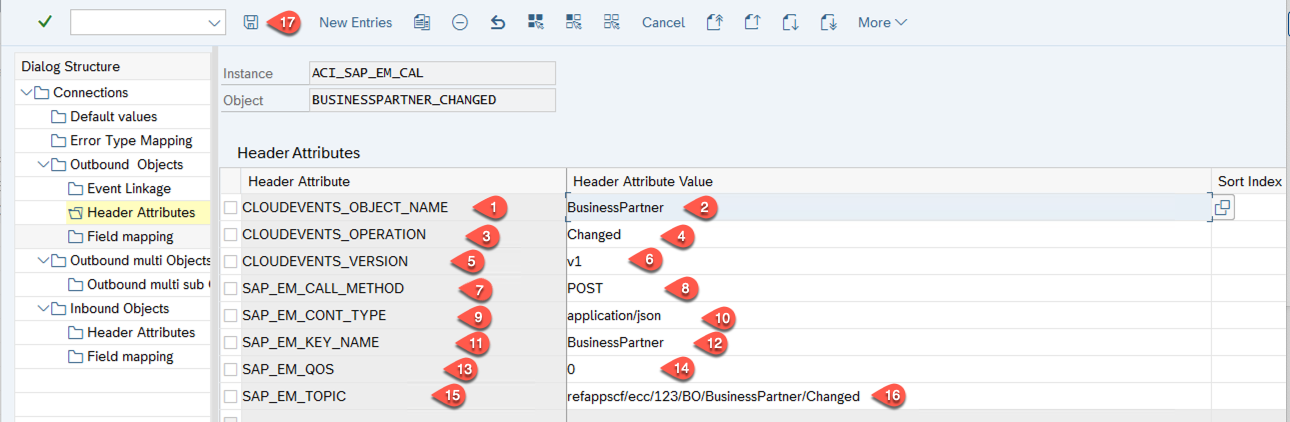 17 New Entries Cancel More
Dialog Structure
Connections
Default values
Error Type Mapping
Outbound Objects
Event Linkage
Header Attributes
Field mapping
Outbound multi Objects
Outbound multi sub
Inbound Objects
Header Attributes
Field mapping
Instance ACI_SAP_EM_CAL
Object BUSINESSPARTNER_CHANGED
Header Attributes
Header Attribute Header Attribute Value Sort Index
CLOUDEVENTS_OBJECT_NAME 1 BusinessPartner 2
CLOUDEVENTS_OPERATION 3 Changed 4
CLOUDEVENTS_VERSION 5 v1 6
SAP_EM_CALL_METHOD 7 POST 8
SAP_EM_CONT_TYPE 9 application/json 10
SAP_EM_KEY_NAME 11 BusinessPartner 12
SAP_EM_QOS 13 0 14
SAP_EM_TOPIC 15 refappscf/ecc/123/BO/BusinessPartner/Changed 16